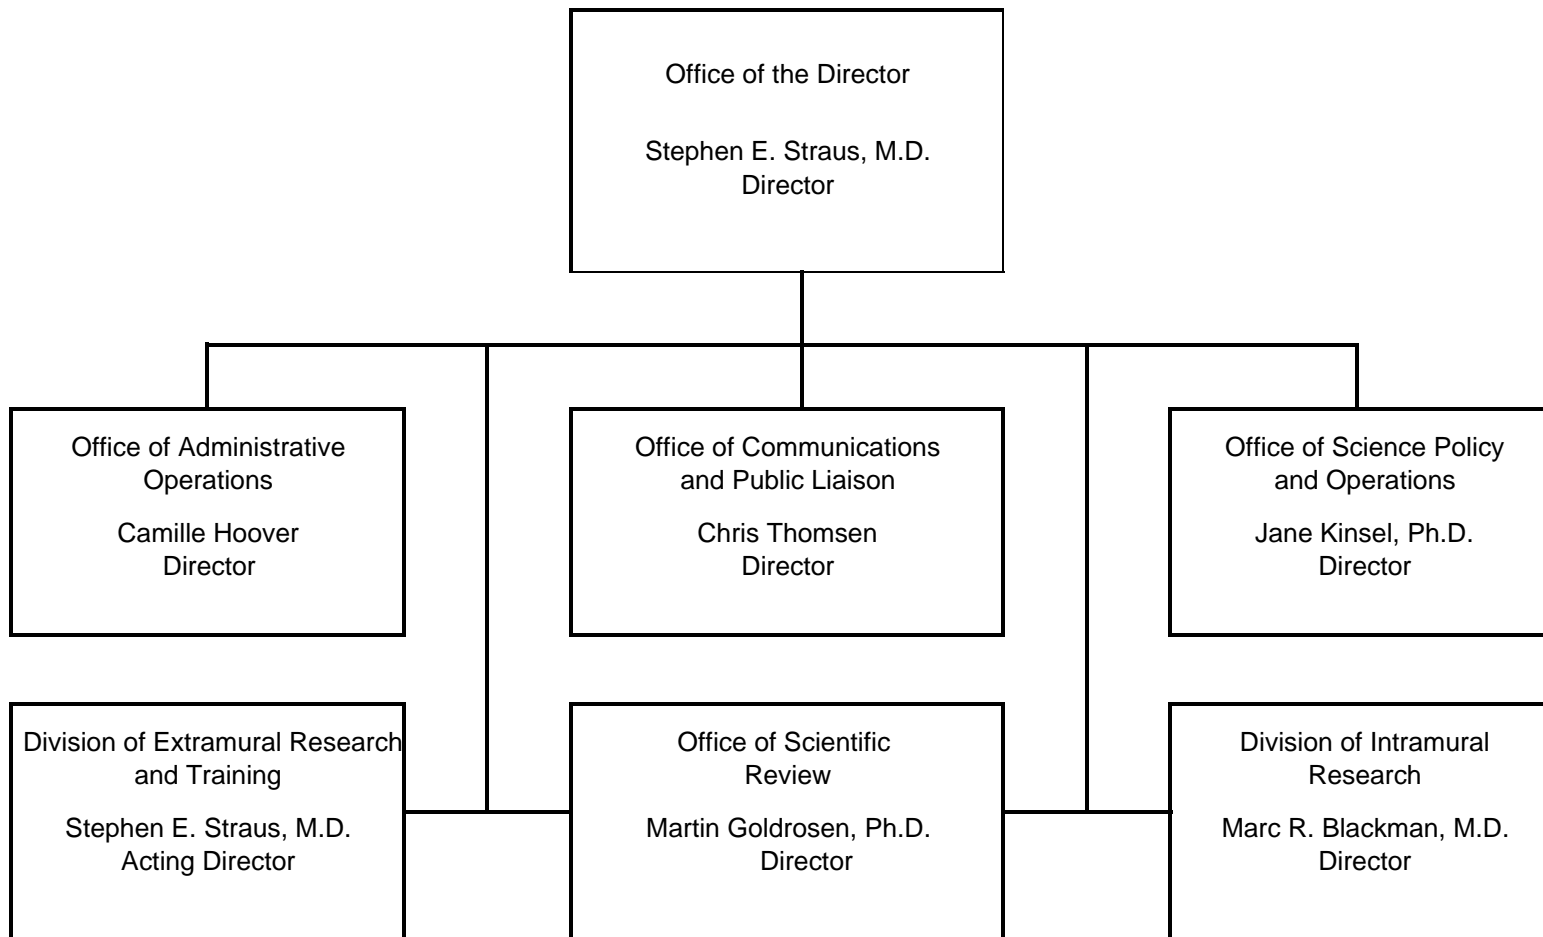 Office of the Director
Stephen E. Straus, M.D.
Director
Office of Administrative
Operations
Camille Hoover
Director
Office of Communications
and Public Liaison
Chris Thomsen
Director
Office of Science Policy
and Operations
Jane Kinsel, Ph.D.
Director
Division of Extramural Research
and Training
Stephen E. Straus, M.D.
Acting Director
Office of Scientific
Review
Martin Goldrosen, Ph.D.
Director
Division of Intramural
Research
Marc R. Blackman, M.D.
Director